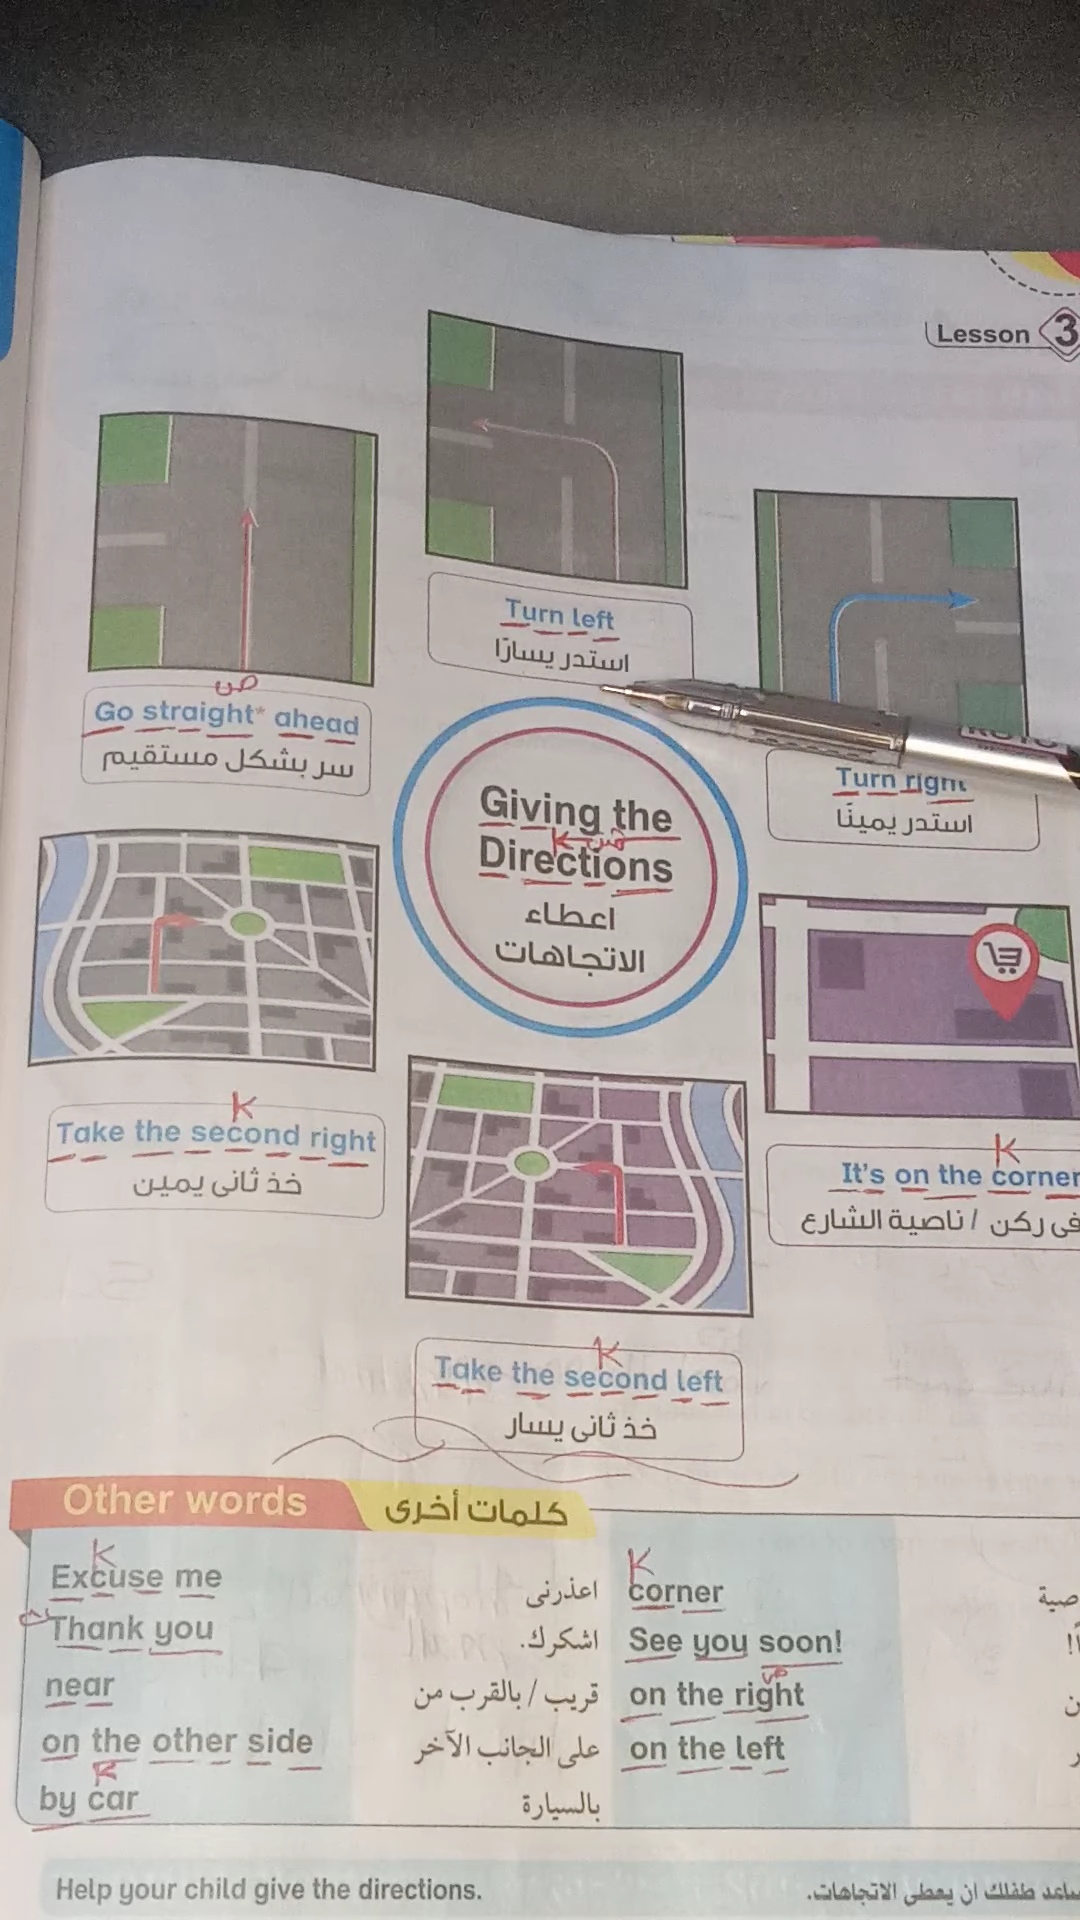 Lesson 3
Turn left
استدر يسارًا
Go straight* ahead
سر بشكل مستقيم
Turn right
استدر يمينًا
Giving the
Directions
اعطاء
الاتجاهات
K
Take the second right
خذ ثانى يمين
K
It's on the corner
فى ركن / ناصية الشارع
K
Take the second left
خذ ثانى يسار
Other words كلمات أخرى
K
Excuse me اعذرنى
K
corner
Thank you اشكرك.
See you soon!
near قريب / بالقرب من
on the right
on the other side على الجانب الآخر
on the left
K
by car بالسيارة
Help your child give the directions.
ساعد طفلك ان يعطى الاتجاهات.